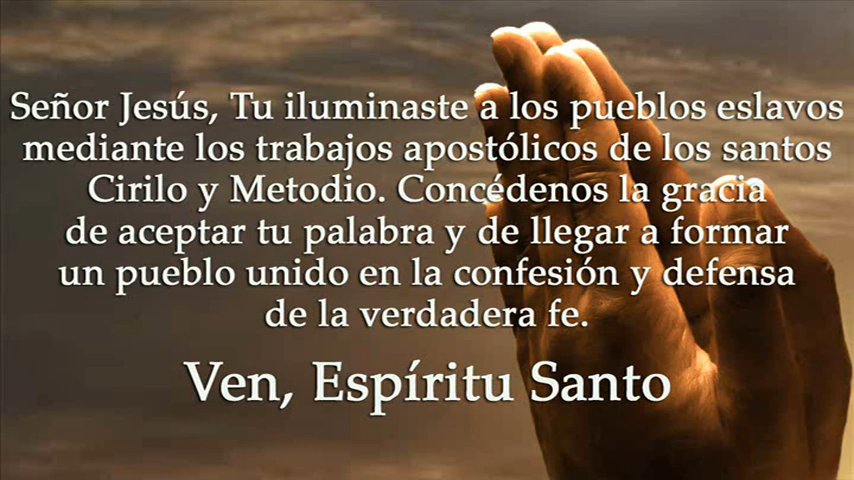 Señor Jesús, Tu iluminaste a los pueblos eslavos
mediante los trabajos apostólicos de los santos
Cirilo y Metodio. Concédenos la gracia
de aceptar tu palabra y de llegar a formar
un pueblo unido en la confesión y defensa
de la verdadera fe.
Ven, Espíritu Santo